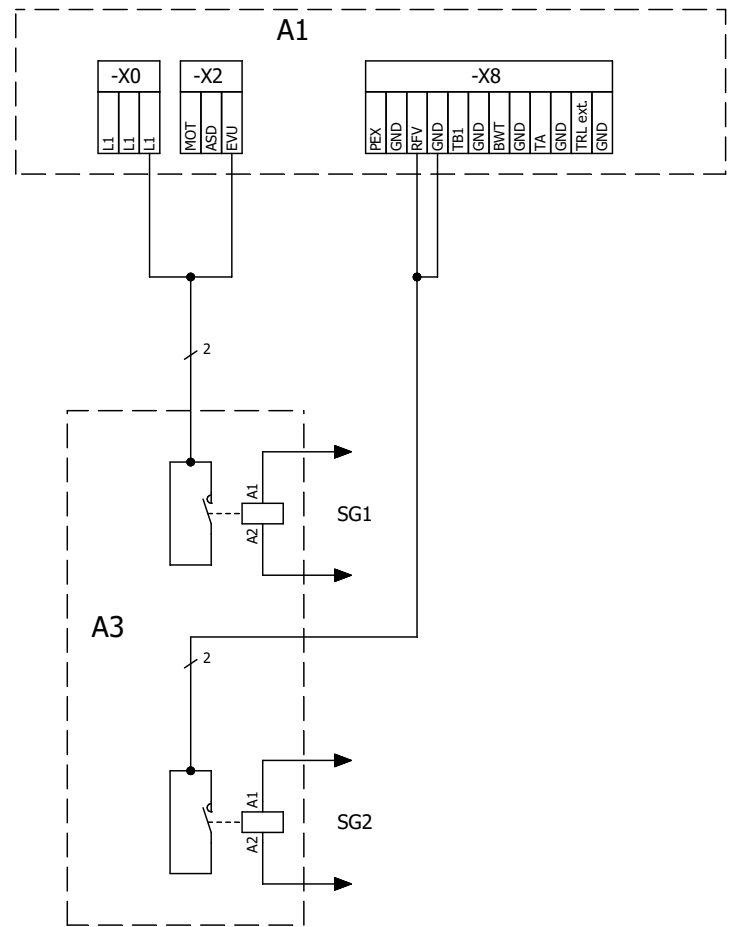 A1
-X0
-X2
-X8
L1
L1
L1
MOT
ASD
EVU
PEX
GND
RFV
GND
TB1
GND
BWT
GND
TA
GND
TRL ext.
GND
2
A1
A2
SG1
A3
2
A1
A2
SG2